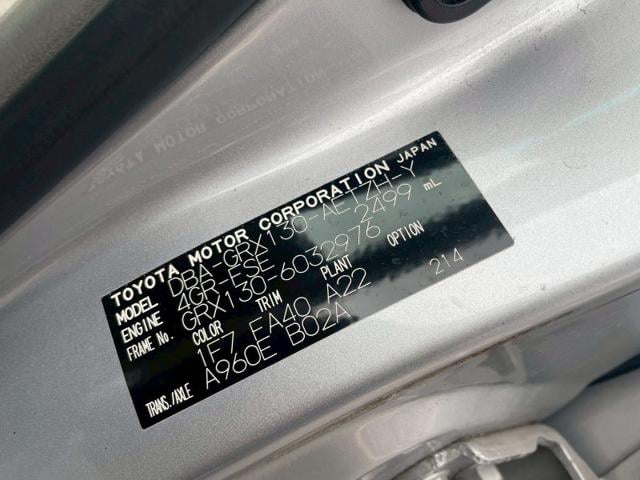 TOYOTA MOTOR CORPORATION JAPAN
MODEL DBA-GRX130-AETZH-Y
ENGINE 4GR-FSE 2499 mL
FRAME No. GRX130-6032976
COLOR TRIM PLANT OPTION
1F7 FA40 A22 214
TRANS./AXLE A960E B02A